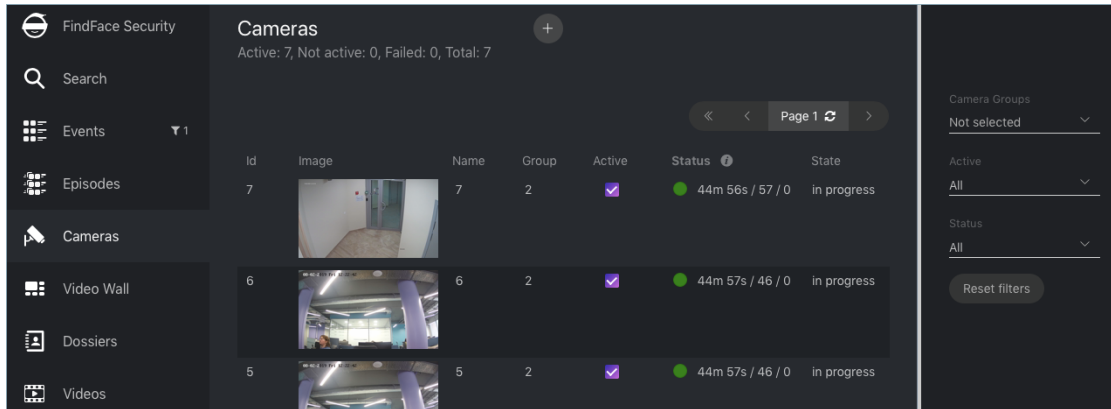 FindFace Security
Search
Events 1
Episodes
Cameras
Video Wall
Dossiers
Videos
Cameras
Active: 7, Not active: 0, Failed: 0, Total: 7
Page 1
Id Image Name Group Active Status State
7 7 2 44m 56s / 57 / 0 in progress
6 6 2 44m 57s / 46 / 0 in progress
5 5 2 44m 57s / 46 / 0 in progress
Camera Groups
Not selected
Active
All
Status
All
Reset filters